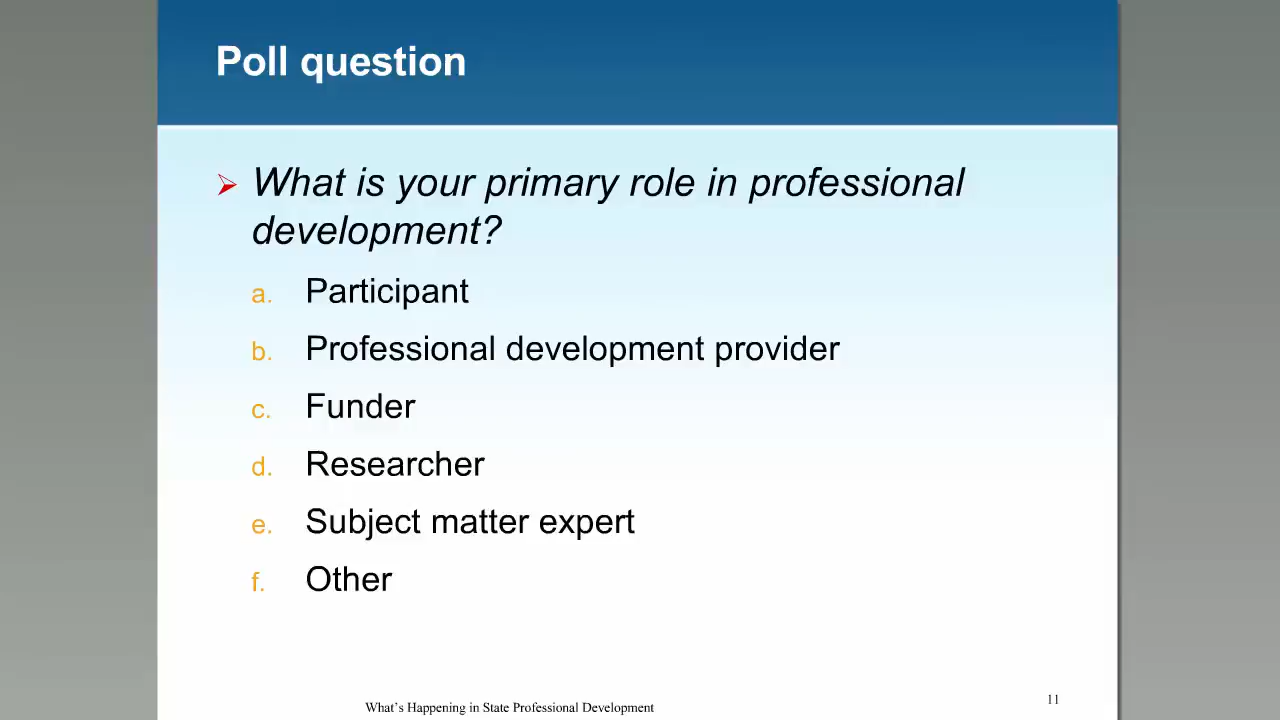 Poll question
What is your primary role in professional
development?
a. Participant
b. Professional development provider
c. Funder
d. Researcher
e. Subject matter expert
f. Other
What’s Happening in State Professional Development
11